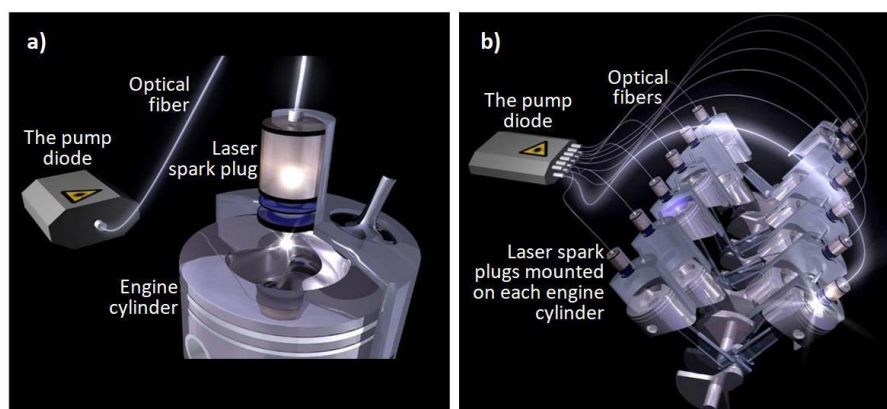 a)
Optical
fiber
The pump
diode
Laser
spark plug
Engine
cylinder
b)
Optical
fibers
The pump
diode
Laser spark
plugs mounted
on each engine
cylinder